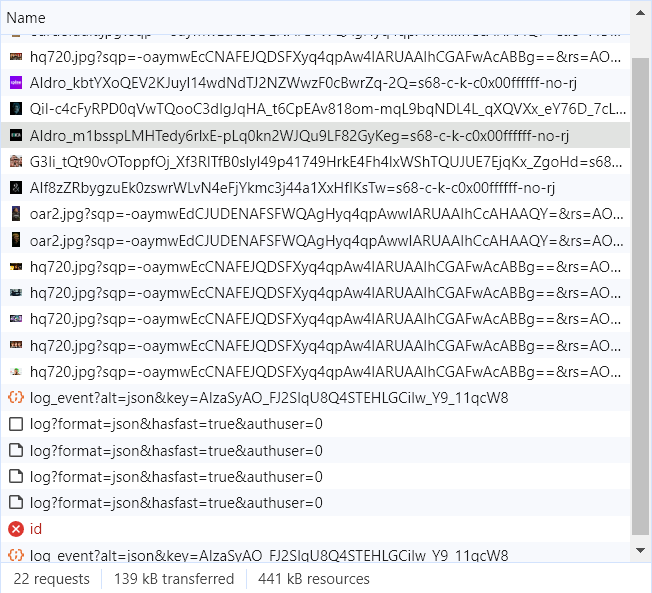 Name
hq720.jpg?sqp=-oaymwEcCNAFEJQDSFXyq4qpAw4IARUAAIhCGAFwAcABBg==&rs=AO...
AIdro_kbtYXoQEV2KJuyI14wdNdTJ2NZWwzF0cBwrZq-2Q=s68-c-k-c0x00ffffff-no-rj
QiI-c4cFyRPD0qVwTQooC3dIgJqHA_t6CpEAv818om-mqL9bqNDL4L_qXQVXx_eY76D_7cL...
AIdro_m1bsspLMHTedy6rIxE-pLq0kn2WJQu9LF82GyKeg=s68-c-k-c0x00ffffff-no-rj
G3Ii_tQt90vOToppfOj_Xf3RITfB0sIyI49p41749HrkE4Fh4IxWShTQUJUE7EjqKx_ZgoHd=s68...
AIf8zZRbygzuEk0zswrWLvN4eFjYkmc3j44a1XxHfIKsTw=s68-c-k-c0x00ffffff-no-rj
oar2.jpg?sqp=-oaymwEdCJUDENAFSFWQAgHyq4qpAwwIARUAAIhCcAHAAQY=&rs=AO...
oar2.jpg?sqp=-oaymwEdCJUDENAFSFWQAgHyq4qpAwwIARUAAIhCcAHAAQY=&rs=AO...
hq720.jpg?sqp=-oaymwEcCNAFEJQDSFXyq4qpAw4IARUAAIhCGAFwAcABBg==&rs=AO...
hq720.jpg?sqp=-oaymwEcCNAFEJQDSFXyq4qpAw4IARUAAIhCGAFwAcABBg==&rs=AO...
hq720.jpg?sqp=-oaymwEcCNAFEJQDSFXyq4qpAw4IARUAAIhCGAFwAcABBg==&rs=AO...
hq720.jpg?sqp=-oaymwEcCNAFEJQDSFXyq4qpAw4IARUAAIhCGAFwAcABBg==&rs=AO...
hq720.jpg?sqp=-oaymwEcCNAFEJQDSFXyq4qpAw4IARUAAIhCGAFwAcABBg==&rs=AO...
log_event?alt=json&key=AIzaSyAO_FJ2SlqU8Q4STEHLGCilw_Y9_11qcW8
log?format=json&hasfast=true&authuser=0
log?format=json&hasfast=true&authuser=0
log?format=json&hasfast=true&authuser=0
log?format=json&hasfast=true&authuser=0
id
log_event?alt=json&key=AIzaSyAO_FJ2SlqU8Q4STEHLGCilw_Y9_11qcW8
22 requests 139 kB transferred 441 kB resources